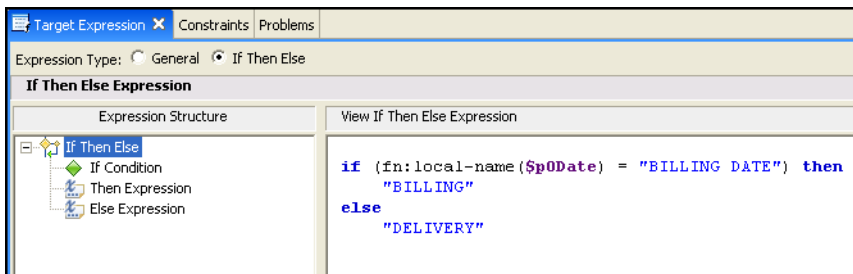 Target Expression Constraints Problems
Expression Type: General If Then Else
If Then Else Expression
Expression Structure
View If Then Else Expression
If Then Else
If Condition
Then Expression
Else Expression
if (fn:local-name($pODate) = "BILLING DATE") then
"BILLING"
else
"DELIVERY"